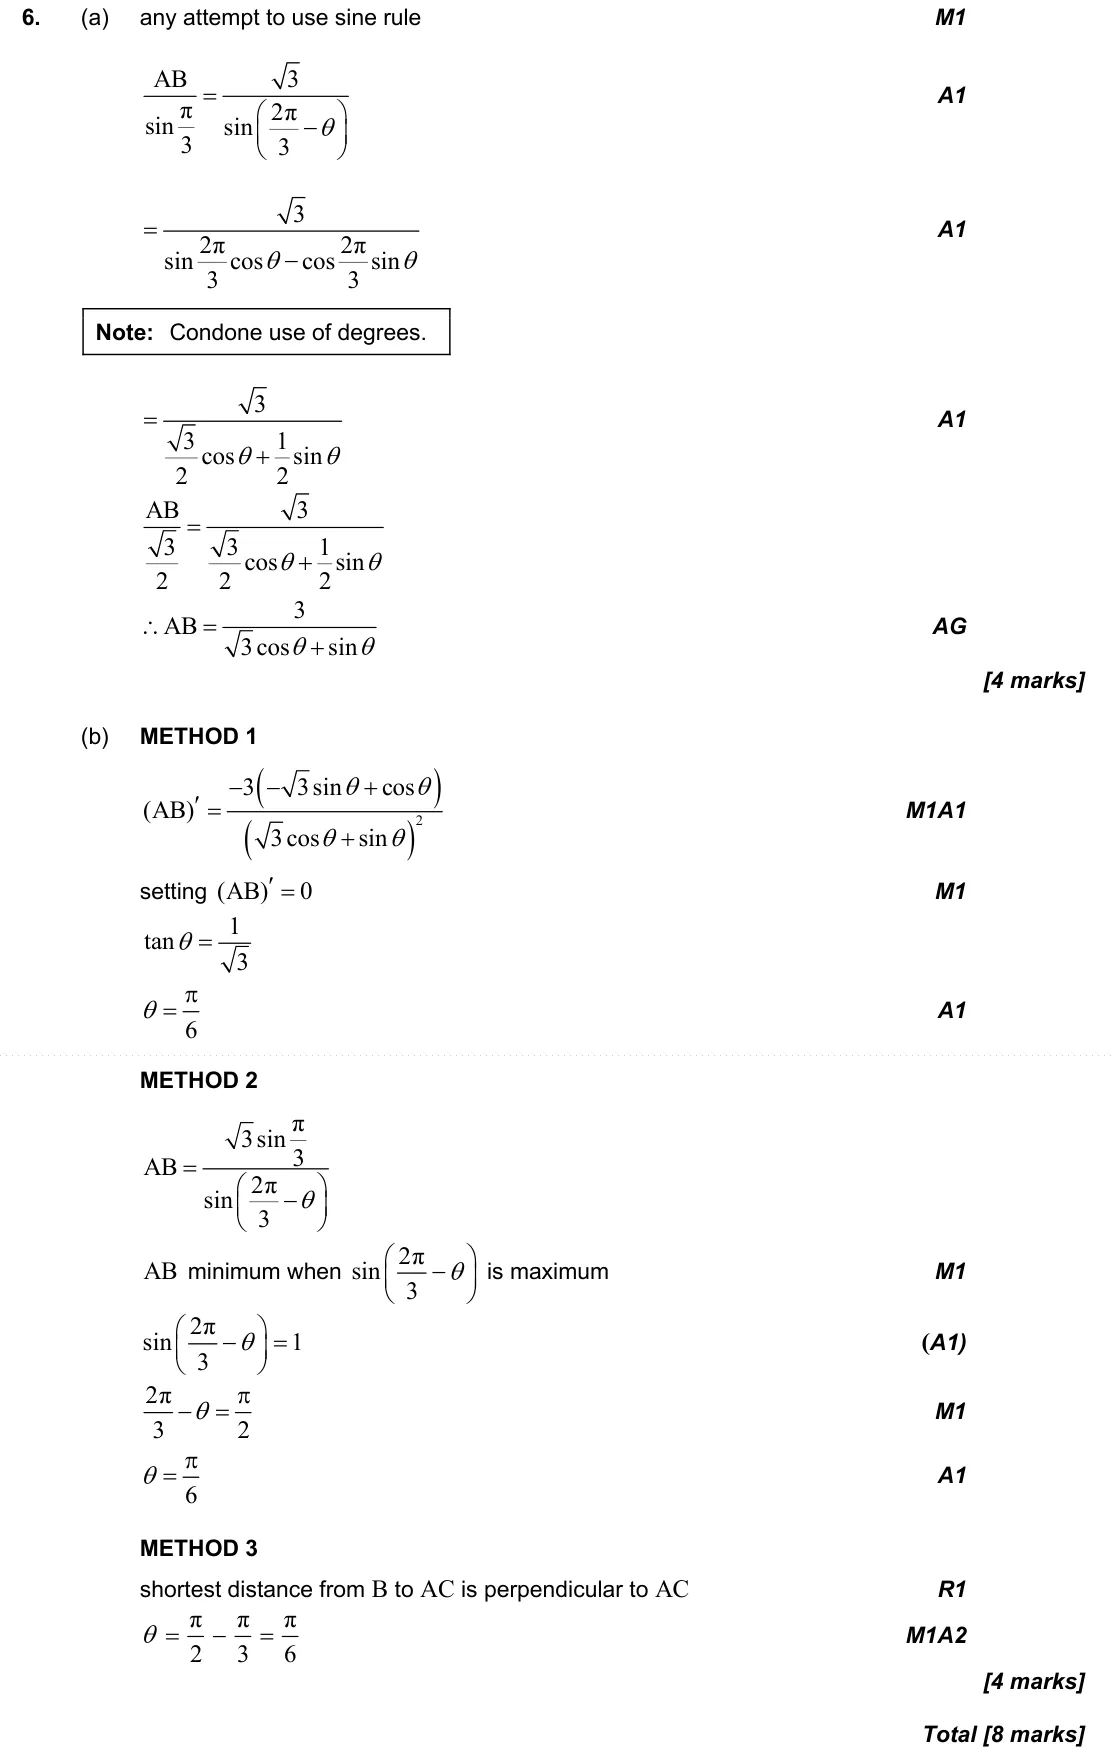 6. (a) any attempt to use sine rule M1
AB / sin π/3 = √3 / sin(2π/3 − θ) A1
= √3 / (sin 2π/3 cos θ − cos 2π/3 sin θ) A1
Note: Condone use of degrees.
= √3 / (√3/2 cos θ + 1/2 sin θ) A1
AB / (√3/2) = √3 / (√3/2 cos θ + 1/2 sin θ)
∴ AB = 3 / (√3 cos θ + sin θ) AG
[4 marks]
(b) METHOD 1
(AB)′ = −3(−√3 sin θ + cos θ) / (√3 cos θ + sin θ)² M1A1
setting (AB)′ = 0 M1
tan θ = 1/√3
θ = π/6 A1
METHOD 2
AB = √3 sin π/3 / sin(2π/3 − θ)
AB minimum when sin(2π/3 − θ) is maximum M1
sin(2π/3 − θ) = 1 (A1)
2π/3 − θ = π/2 M1
θ = π/6 A1
METHOD 3
shortest distance from B to AC is perpendicular to AC R1
θ = π/2 − π/3 = π/6 M1A2
[4 marks]
Total [8 marks]